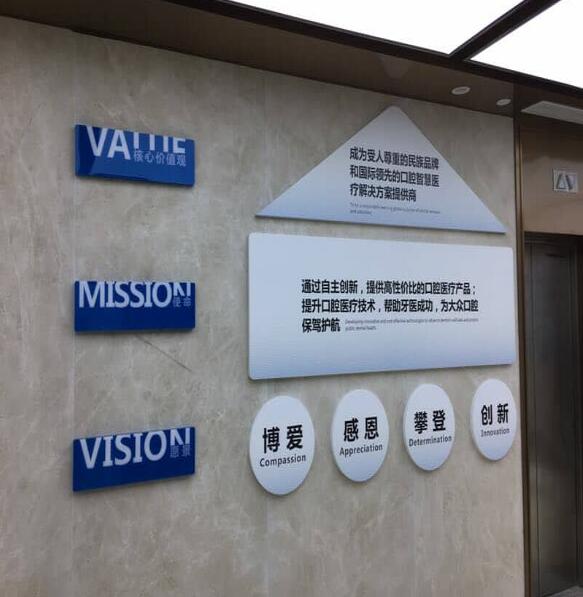 VALUE
核心价值观
成为受人尊重的民族品牌
和国际领先的口腔智慧医
疗解决方案提供商
MISSION
使命
通过自主创新，提供高性价比的口腔医疗产品；
提升口腔医疗技术，帮助牙医成功，为大众口腔
保驾护航
VISION
愿景
博爱
Compassion
感恩
Appreciation
攀登
Determination
创新
Innovation